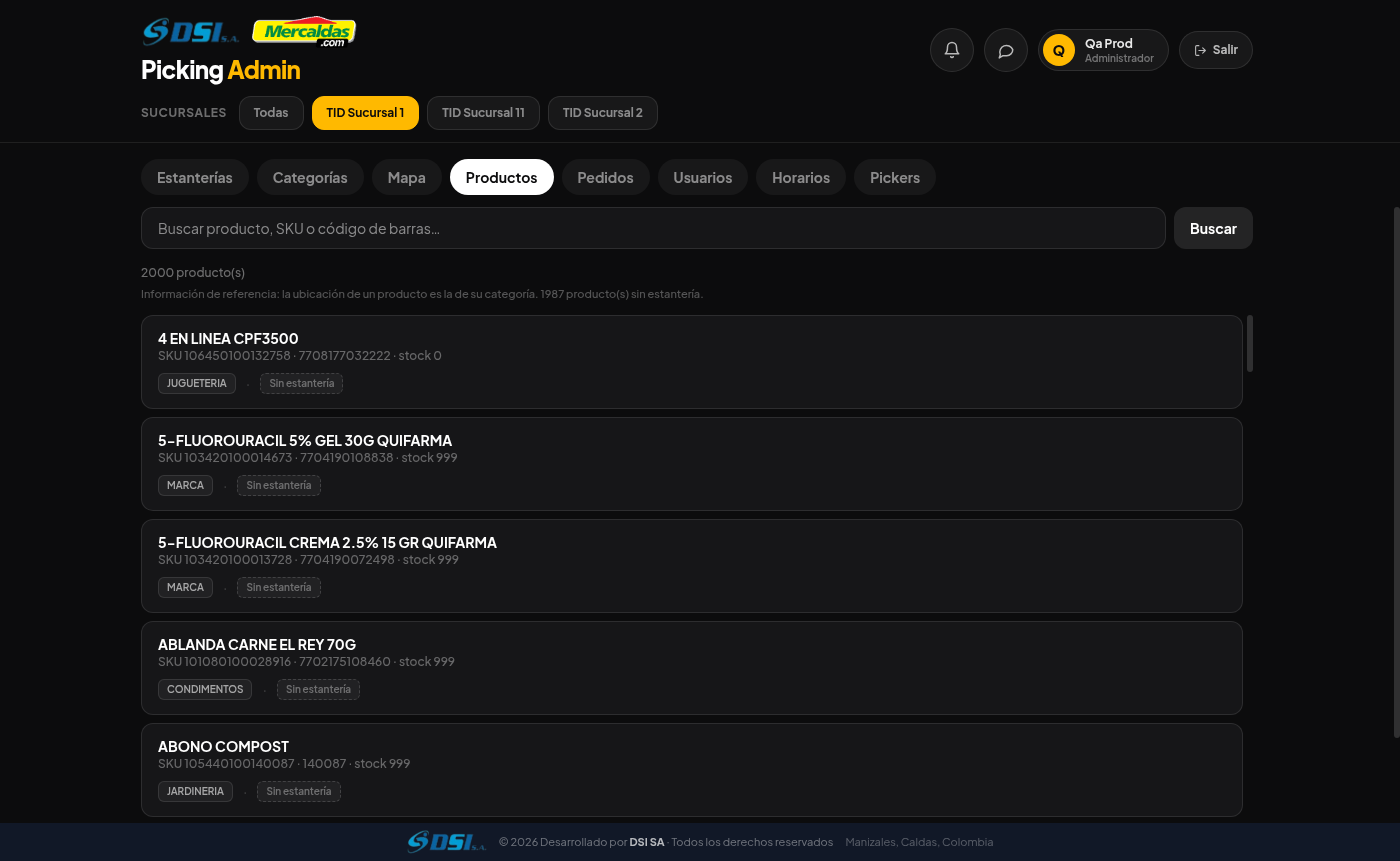 DSI S.A. Mercaldas .com
Picking Admin
Q Qa Prod
Administrador
Salir
SUCURSALES Todas TID Sucursal 1 TID Sucursal 11 TID Sucursal 2
Estanterías Categorías Mapa Productos Pedidos Usuarios Horarios Pickers
Buscar producto, SKU o código de barras... Buscar
2000 producto(s)
Información de referencia: la ubicación de un producto es la de su categoría. 1987 producto(s) sin estantería.
4 EN LINEA CPF3500
SKU 106450100132758 · 7708177032222 · stock 0
JUGUETERIA · Sin estantería
5-FLUOROURACIL 5% GEL 30G QUIFARMA
SKU 103420100014673 · 7704190108838 · stock 999
MARCA · Sin estantería
5-FLUOROURACIL CREMA 2.5% 15 GR QUIFARMA
SKU 103420100013728 · 7704190072498 · stock 999
MARCA · Sin estantería
ABLANDA CARNE EL REY 70G
SKU 101080100028916 · 7702175108460 · stock 999
CONDIMENTOS · Sin estantería
ABONO COMPOST
SKU 105440100140087 · 140087 · stock 999
JARDINERIA · Sin estantería
DSI S.A. © 2026 Desarrollado por DSI SA · Todos los derechos reservados Manizales, Caldas, Colombia